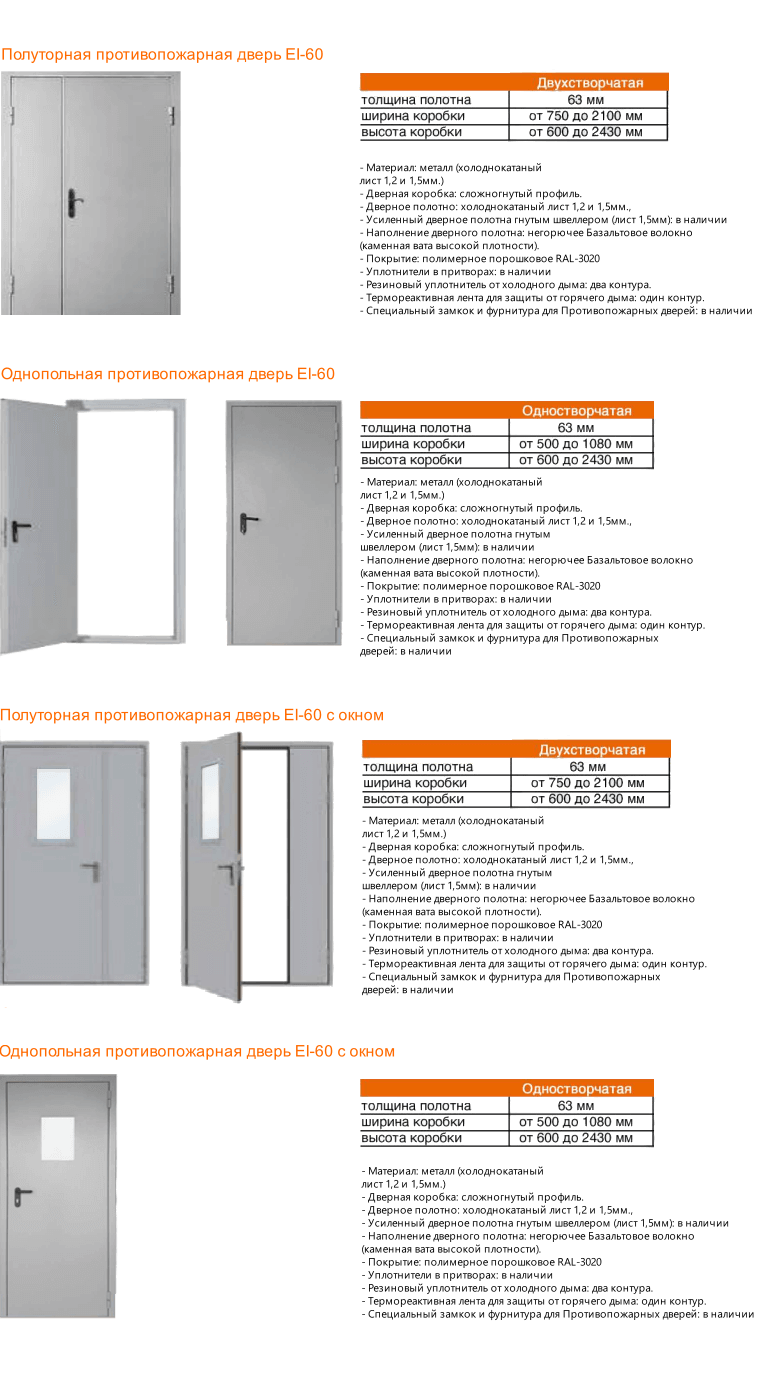 Полуторная противопожарная дверь EI-60
Двухстворчатая
толщина полотна 63 мм
ширина коробки от 750 до 2100 мм
высота коробки от 600 до 2430 мм
- Материал: металл (холоднокатаный
лист 1,2 и 1,5мм.)
- Дверная коробка: сложногнутый профиль.
- Дверное полотно: холоднокатаный лист 1,2 и 1,5мм.,
- Усиленный дверное полотна гнутым швеллером (лист 1,5мм): в наличии
- Наполнение дверного полотна: негорючее Базальтовое волокно
(каменная вата высокой плотности).
- Покрытие: полимерное порошковое RAL-3020
- Уплотнители в притворах: в наличии
- Резиновый уплотнитель от холодного дыма: два контура.
- Термореактивная лента для защиты от горячего дыма: один контур.
- Специальный замкок и фурнитура для Противопожарных дверей: в наличии
Однопольная противопожарная дверь EI-60
Одностворчатая
толщина полотна 63 мм
ширина коробки от 500 до 1080 мм
высота коробки от 600 до 2430 мм
- Материал: металл (холоднокатаный
лист 1,2 и 1,5мм.)
- Дверная коробка: сложногнутый профиль.
- Дверное полотно: холоднокатаный лист 1,2 и 1,5мм.,
- Усиленный дверное полотна гнутым
швеллером (лист 1,5мм): в наличии
- Наполнение дверного полотна: негорючее Базальтовое волокно
(каменная вата высокой плотности).
- Покрытие: полимерное порошковое RAL-3020
- Уплотнители в притворах: в наличии
- Резиновый уплотнитель от холодного дыма: два контура.
- Термореактивная лента для защиты от горячего дыма: один контур.
- Специальный замкок и фурнитура для Противопожарных
дверей: в наличии
Полуторная противопожарная дверь EI-60 с окном
Двухстворчатая
толщина полотна 63 мм
ширина коробки от 750 до 2100 мм
высота коробки от 600 до 2430 мм
- Материал: металл (холоднокатаный
лист 1,2 и 1,5мм.)
- Дверная коробка: сложногнутый профиль.
- Дверное полотно: холоднокатаный лист 1,2 и 1,5мм.,
- Усиленный дверное полотна гнутым
швеллером (лист 1,5мм): в наличии
- Наполнение дверного полотна: негорючее Базальтовое волокно
(каменная вата высокой плотности).
- Покрытие: полимерное порошковое RAL-3020
- Уплотнители в притворах: в наличии
- Резиновый уплотнитель от холодного дыма: два контура.
- Термореактивная лента для защиты от горячего дыма: один контур.
- Специальный замкок и фурнитура для Противопожарных
дверей: в наличии
Однопольная противопожарная дверь EI-60 с окном
Одностворчатая
толщина полотна 63 мм
ширина коробки от 500 до 1080 мм
высота коробки от 600 до 2430 мм
- Материал: металл (холоднокатаный
лист 1,2 и 1,5мм.)
- Дверная коробка: сложногнутый профиль.
- Дверное полотно: холоднокатаный лист 1,2 и 1,5мм.,
- Усиленный дверное полотна гнутым швеллером (лист 1,5мм): в наличии
- Наполнение дверного полотна: негорючее Базальтовое волокно
(каменная вата высокой плотности).
- Покрытие: полимерное порошковое RAL-3020
- Уплотнители в притворах: в наличии
- Резиновый уплотнитель от холодного дыма: два контура.
- Термореактивная лента для защиты от горячего дыма: один контур.
- Специальный замкок и фурнитура для Противопожарных дверей: в наличии